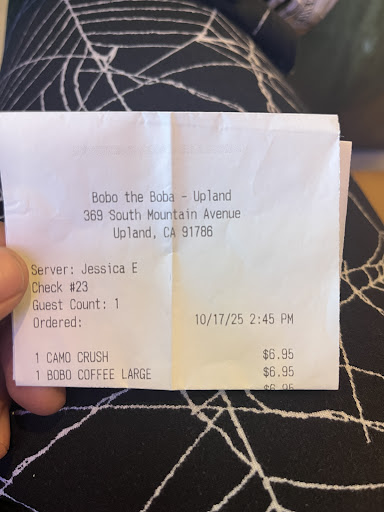 Bobo the Boba - Upland
369 South Mountain Avenue
Upland, CA 91786
Server: Jessica E
Check #23
Guest Count: 1
Ordered: 10/17/25 2:45 PM
1 CAMO CRUSH $6.95
1 BOBO COFFEE LARGE $6.95